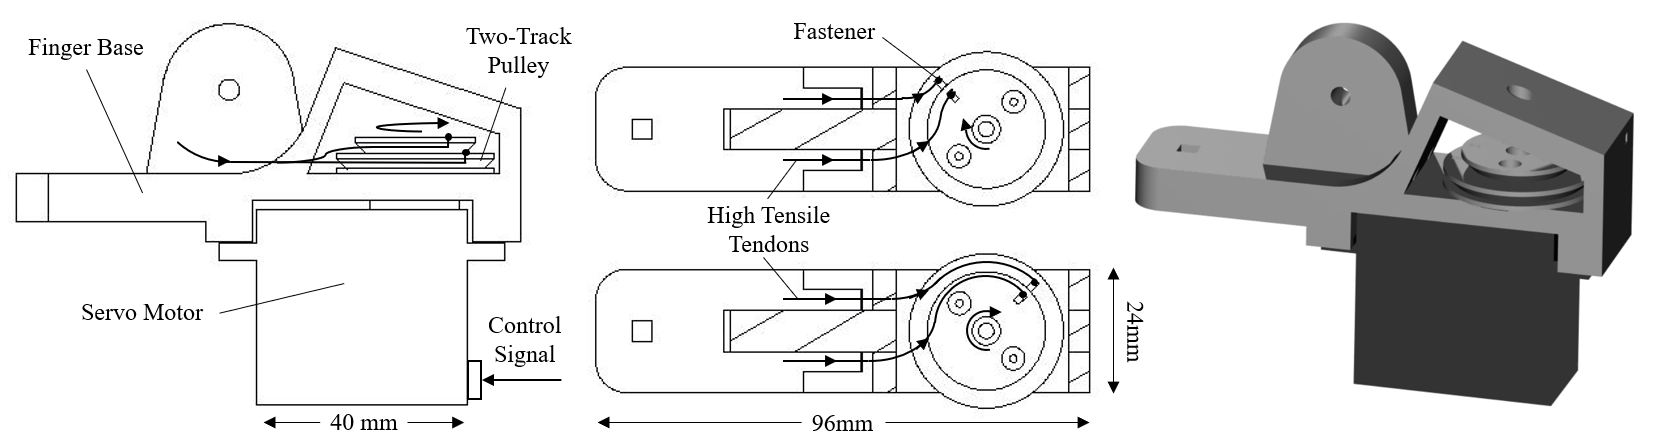 Finger Base
Two-Track
Pulley
Servo Motor
Control
Signal
40 mm
Fastener
High Tensile
Tendons
24mm
96mm